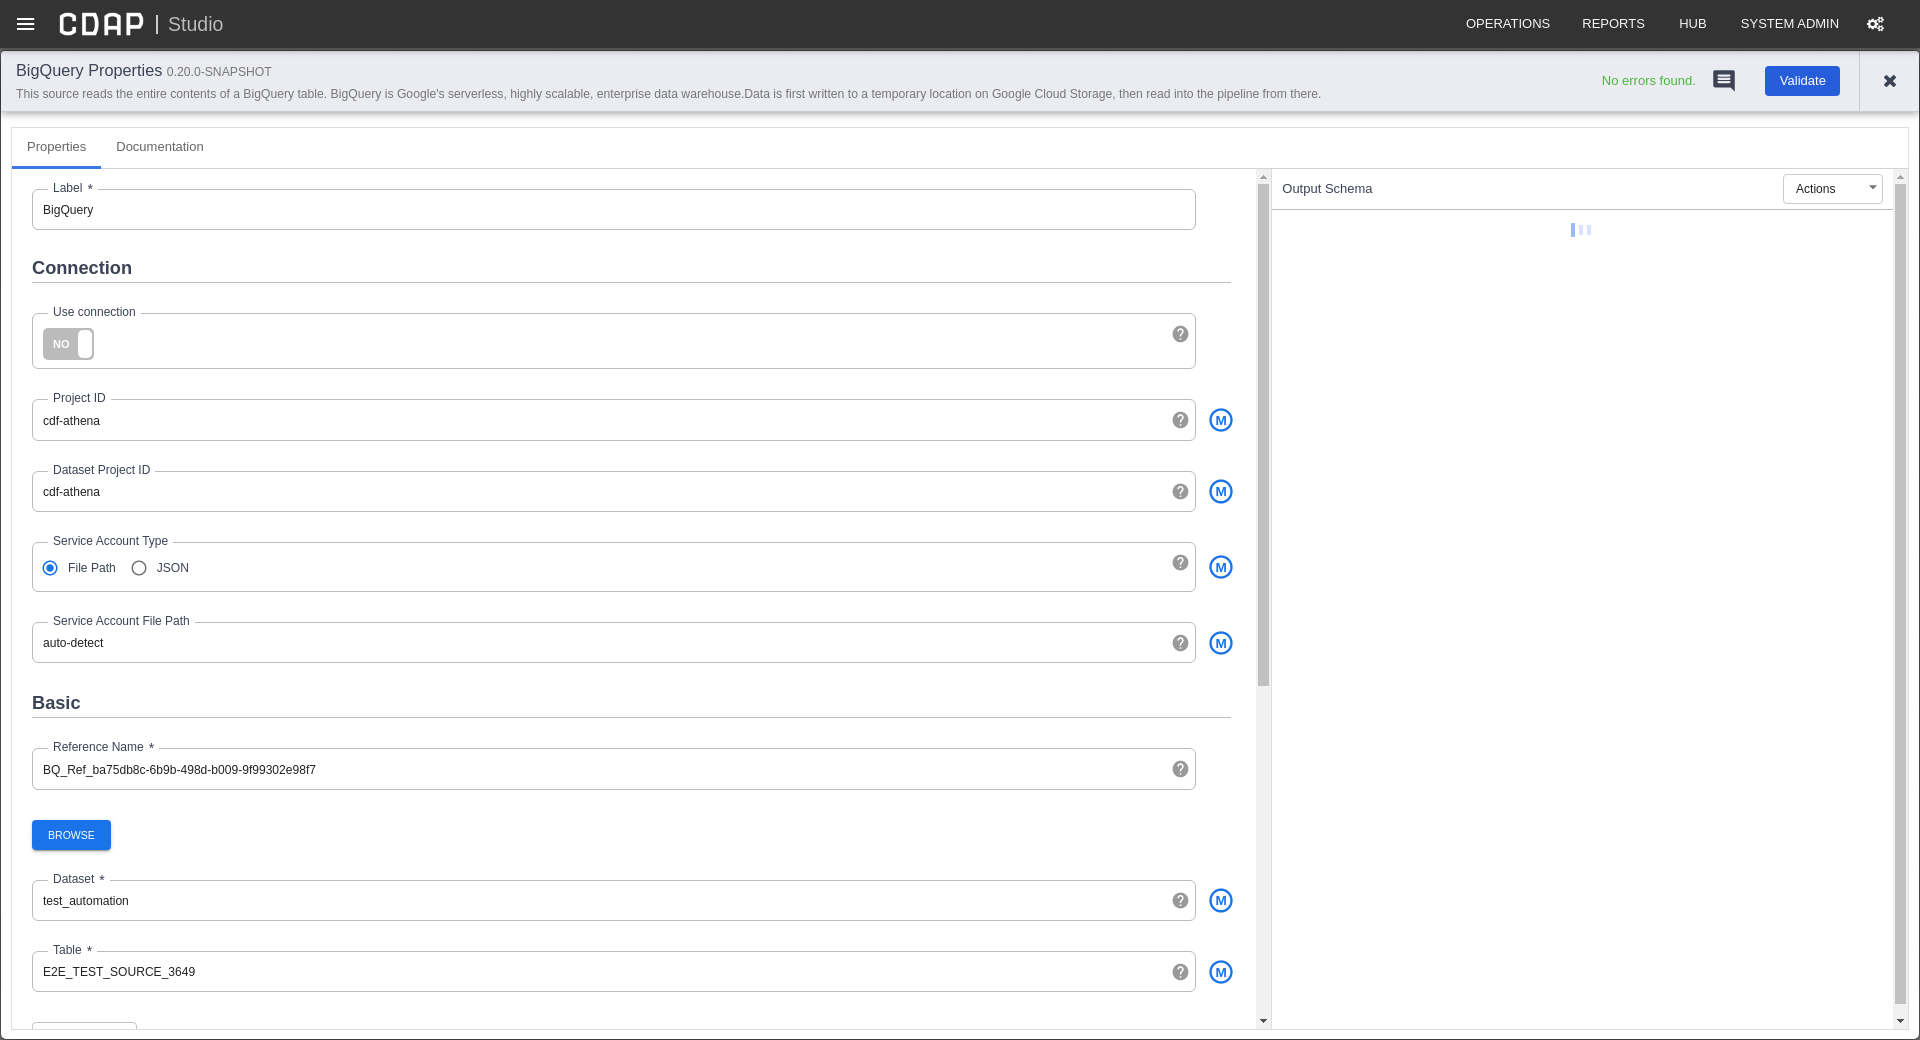 CDAP | Studio
OPERATIONS REPORTS HUB SYSTEM ADMIN
BigQuery Properties 0.20.0-SNAPSHOT
This source reads the entire contents of a BigQuery table. BigQuery is Google's serverless, highly scalable, enterprise data warehouse.Data is first written to a temporary location on Google Cloud Storage, then read into the pipeline from there.
No errors found.
Validate
Properties Documentation
Label *
BigQuery
Connection
Use connection
NO
Project ID
cdf-athena
M
Dataset Project ID
cdf-athena
M
Service Account Type
File Path JSON
M
Service Account File Path
auto-detect
M
Basic
Reference Name *
BQ_Ref_ba75db8c-6b9b-498d-b009-9f99302e98f7
BROWSE
Dataset *
test_automation
M
Table *
E2E_TEST_SOURCE_3649
M
Output Schema
Actions